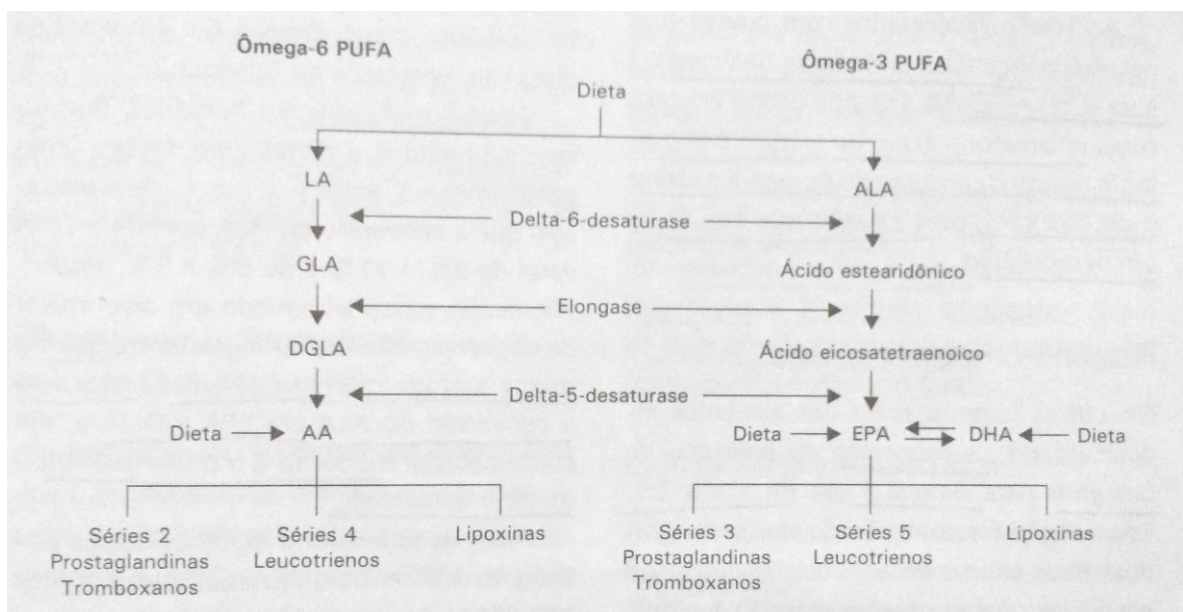 Ômega-6 PUFA
Ômega-3 PUFA
Dieta
LA
ALA
Delta-6-desaturase
GLA
Ácido estearidônico
Elongase
DGLA
Ácido eicosatetraenoico
Delta-5-desaturase
Dieta AA
Dieta EPA DHA Dieta
Séries 2 Séries 4 Lipoxinas
Prostaglandinas Leucotrienos
Tromboxanos
Séries 3 Séries 5 Lipoxinas
Prostaglandinas Leucotrienos
Tromboxanos